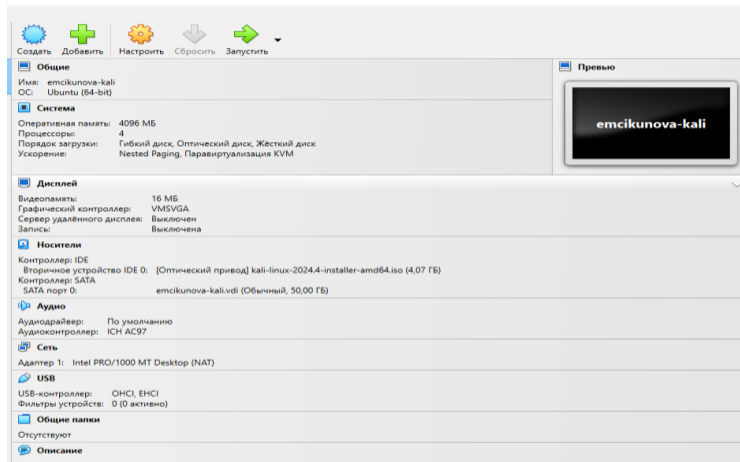 Создать Добавить Настроить Сбросить Запустить
Общие
Имя: emcikunova-kali
ОС: Ubuntu (64-bit)
Превью
emcikunova-kali
Система
Оперативная память: 4096 МБ
Процессоры: 4
Порядок загрузки: Гибкий диск, Оптический диск, Жёсткий диск
Ускорение: Nested Paging, Паравиртуализация KVM
Дисплей
Видеопамять: 16 МБ
Графический контроллер: VMSVGA
Сервер удалённого дисплея: Выключен
Запись: Выключена
Носители
Контроллер: IDE
Вторичное устройство IDE 0: [Оптический привод] kali-linux-2024.4-installer-amd64.iso (4,07 ГБ)
Контроллер: SATA
SATA порт 0: emcikunova-kali.vdi (Обычный, 50,00 ГБ)
Аудио
Аудиодрайвер: По умолчанию
Аудиоконтроллер: ICH AC97
Сеть
Адаптер 1: Intel PRO/1000 MT Desktop (NAT)
USB
USB-контроллер: OHCI, EHCI
Фильтры устройств: 0 (0 активно)
Общие папки
Отсутствуют
Описание